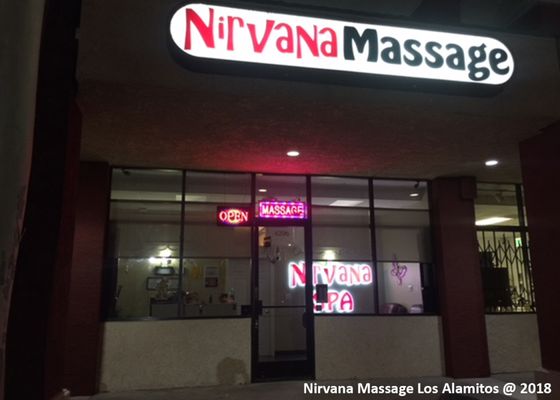 Nirvana Massage
OPEN MASSAGE
Nirvana
SPA
Nirvana Massage Los Alamitos @ 2018